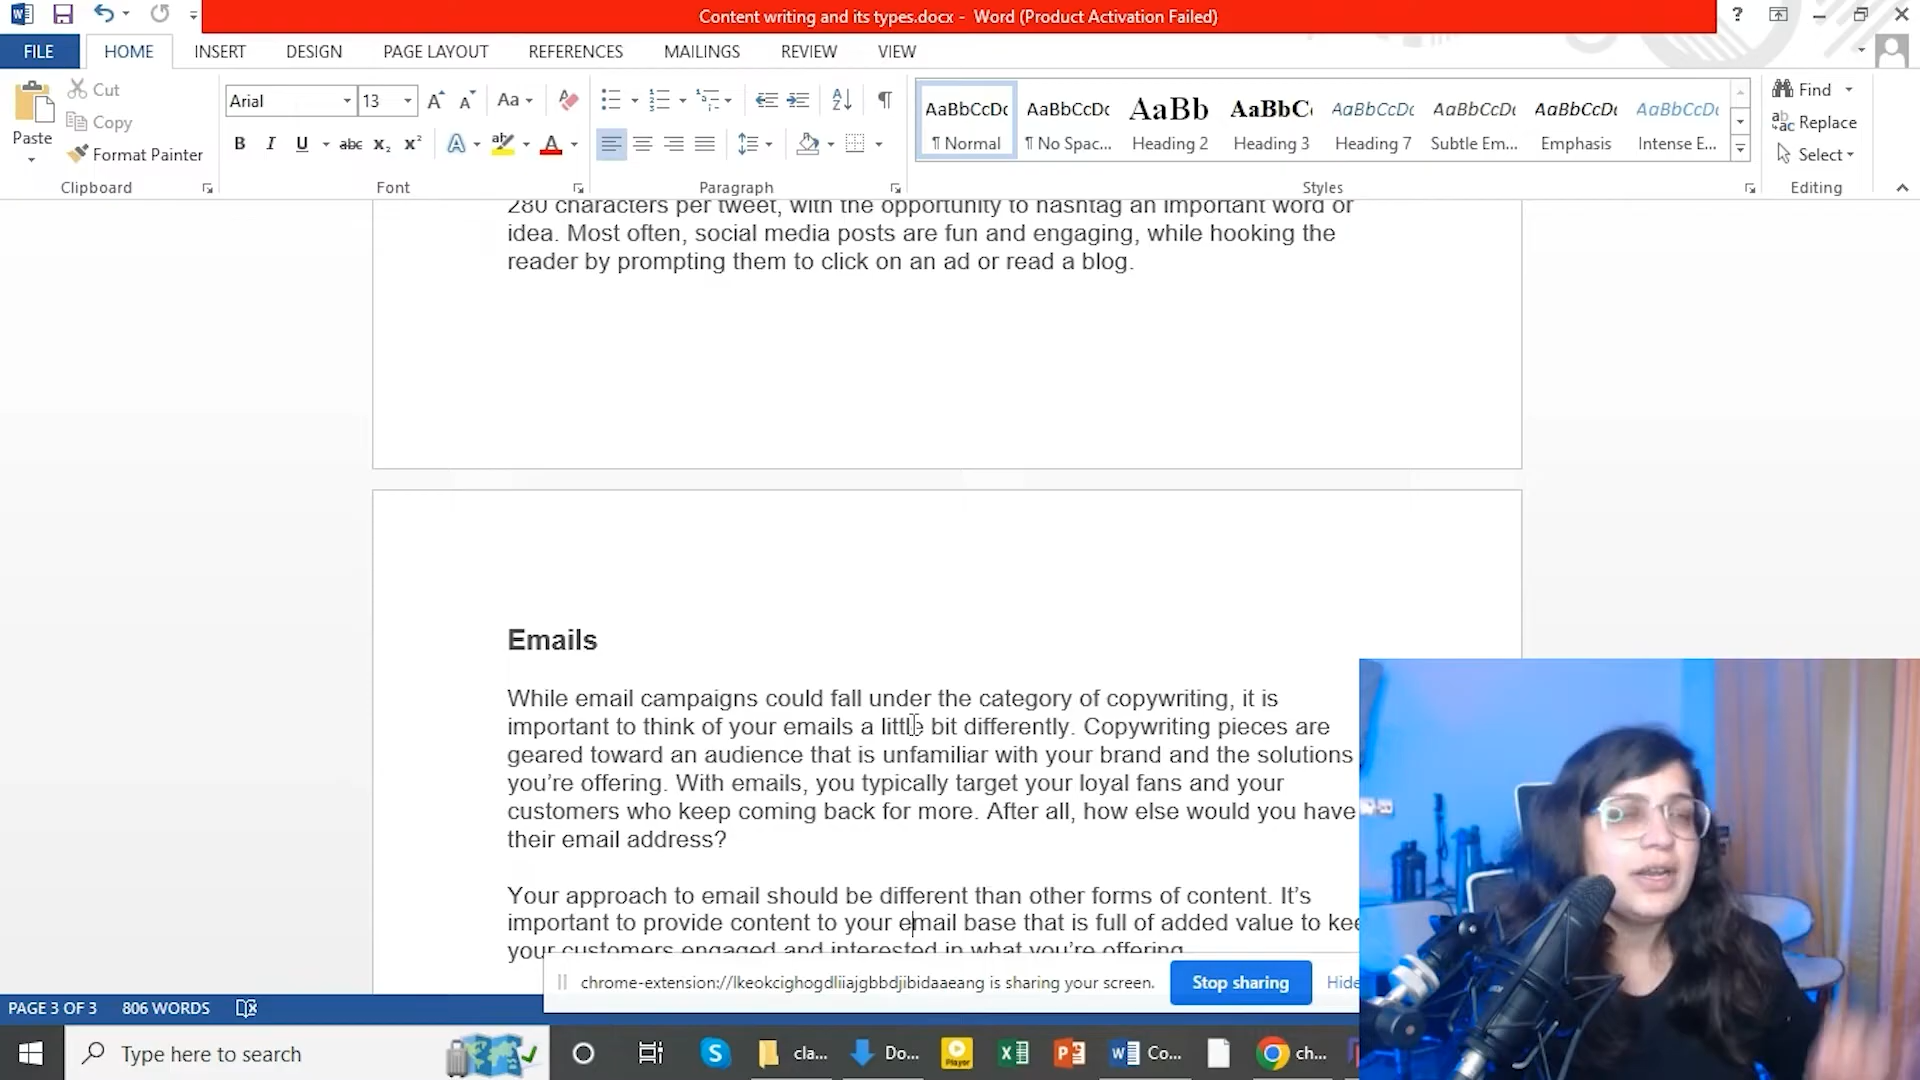 Content writing and its types.docx - Word (Product Activation Failed)
FILE HOME INSERT DESIGN PAGE LAYOUT REFERENCES MAILINGS REVIEW VIEW
Paste
Cut
Copy
Format Painter
Clipboard
Arial 13
Font
Paragraph
AaBbCcDc AaBbCcDc AaBb AaBbC AaBbCcDc AaBbCcDc AaBbCcDc AaBbCcDc
¶ Normal ¶ No Spac... Heading 2 Heading 3 Heading 7 Subtle Em... Emphasis Intense E...
Styles
Find
Replace
Select
Editing
280 characters per tweet, with the opportunity to hashtag an important word or
idea. Most often, social media posts are fun and engaging, while hooking the
reader by prompting them to click on an ad or read a blog.
Emails
While email campaigns could fall under the category of copywriting, it is
important to think of your emails a little bit differently. Copywriting pieces are
geared toward an audience that is unfamiliar with your brand and the solutions
you’re offering. With emails, you typically target your loyal fans and your
customers who keep coming back for more. After all, how else would you have
their email address?
Your approach to email should be different than other forms of content. It’s
important to provide content to your email base that is full of added value to kee
your customers engaged and interested in what you’re offering.
chrome-extension://lkeokcighogdliiajgbbdjibidaaeang is sharing your screen. Stop sharing Hide
PAGE 3 OF 3 806 WORDS
Type here to search
cla... Do... Player Co... ch...